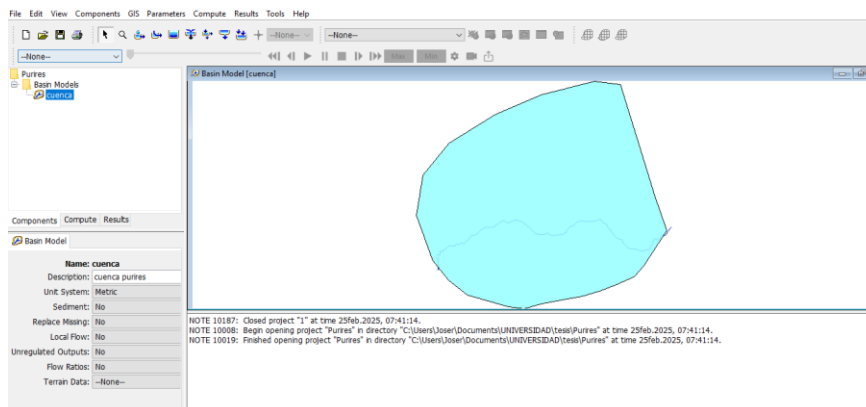 File Edit View Components GIS Parameters Compute Results Tools Help
--None-- --None--
--None--
Purires
Basin Models
cuenca
Basin Model [cuenca]
Components Compute Results
Basin Model
Name: cuenca
Description: cuenca purires
Unit System: Metric
Sediment: No
Replace Missing: No
Local Flow: No
Unregulated Outputs: No
Flow Ratios: No
Terrain Data: --None--
NOTE 10187: Closed project "1" at time 25feb.2025, 07:41:14.
NOTE 10008: Begin opening project "Purires" in directory "C:\Users\Joser\Documents\UNIVERSIDAD\tesis\Purires" at time 25feb.2025, 07:41:14.
NOTE 10019: Finished opening project "Purires" in directory "C:\Users\Joser\Documents\UNIVERSIDAD\tesis\Purires" at time 25feb.2025, 07:41:14.